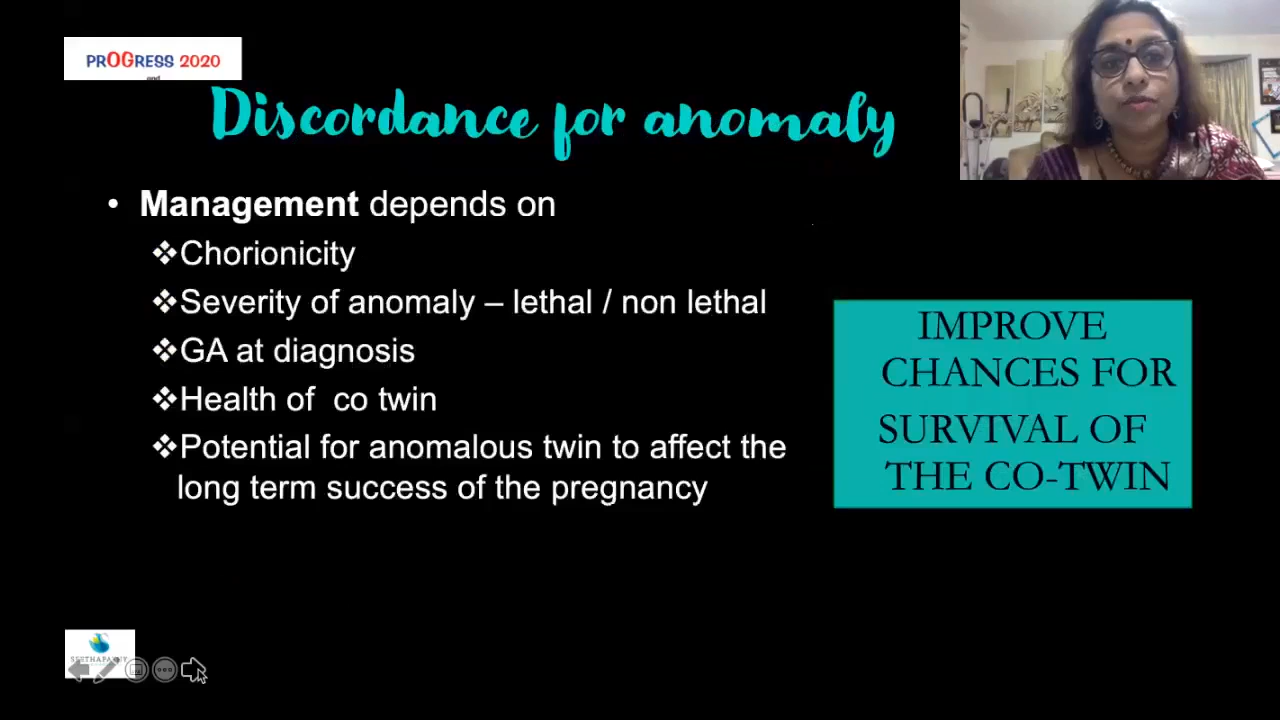 PROGRESS 2020
and
Discordance for anomaly
• Management depends on
❖Chorionicity
❖Severity of anomaly – lethal / non lethal
❖GA at diagnosis
❖Health of  co twin
❖Potential for anomalous twin to affect the
long term success of the pregnancy
IMPROVE
CHANCES FOR
SURVIVAL OF
THE CO-TWIN